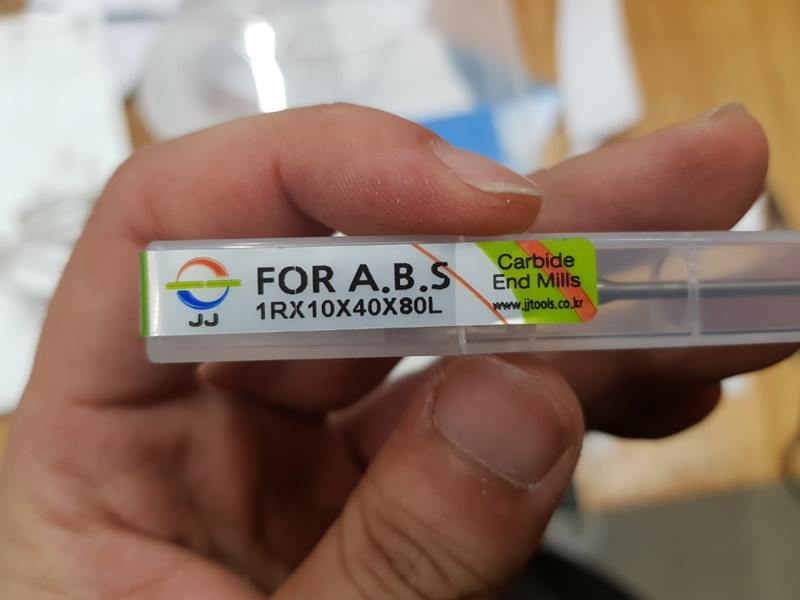 JJ
FOR A.B.S
1RX10X40X80L
Carbide
End Mills
www.jjtools.co.kr